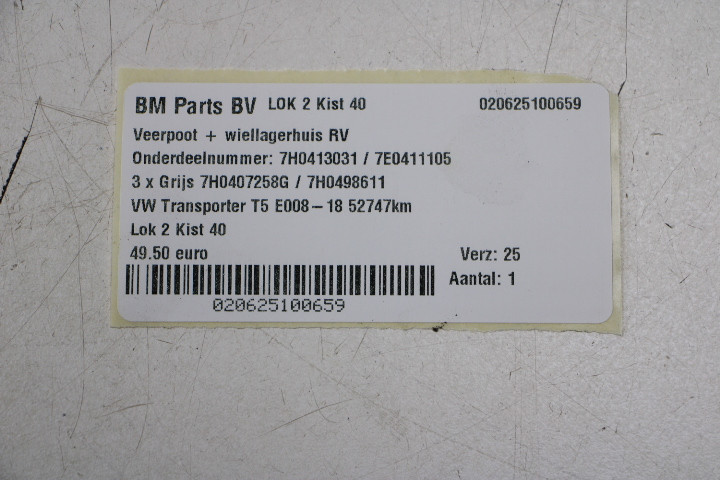 BM Parts BV LOK 2 Kist 40 020625100659
Veerpoot + wiellagerhuis RV
Onderdeelnummer: 7H0413031 / 7E0411105
3 x Grijs 7H0407258G / 7H0498611
VW Transporter T5 E008-18 52747km
Lok 2 Kist 40
49.50 euro Verz: 25
Aantal: 1
020625100659